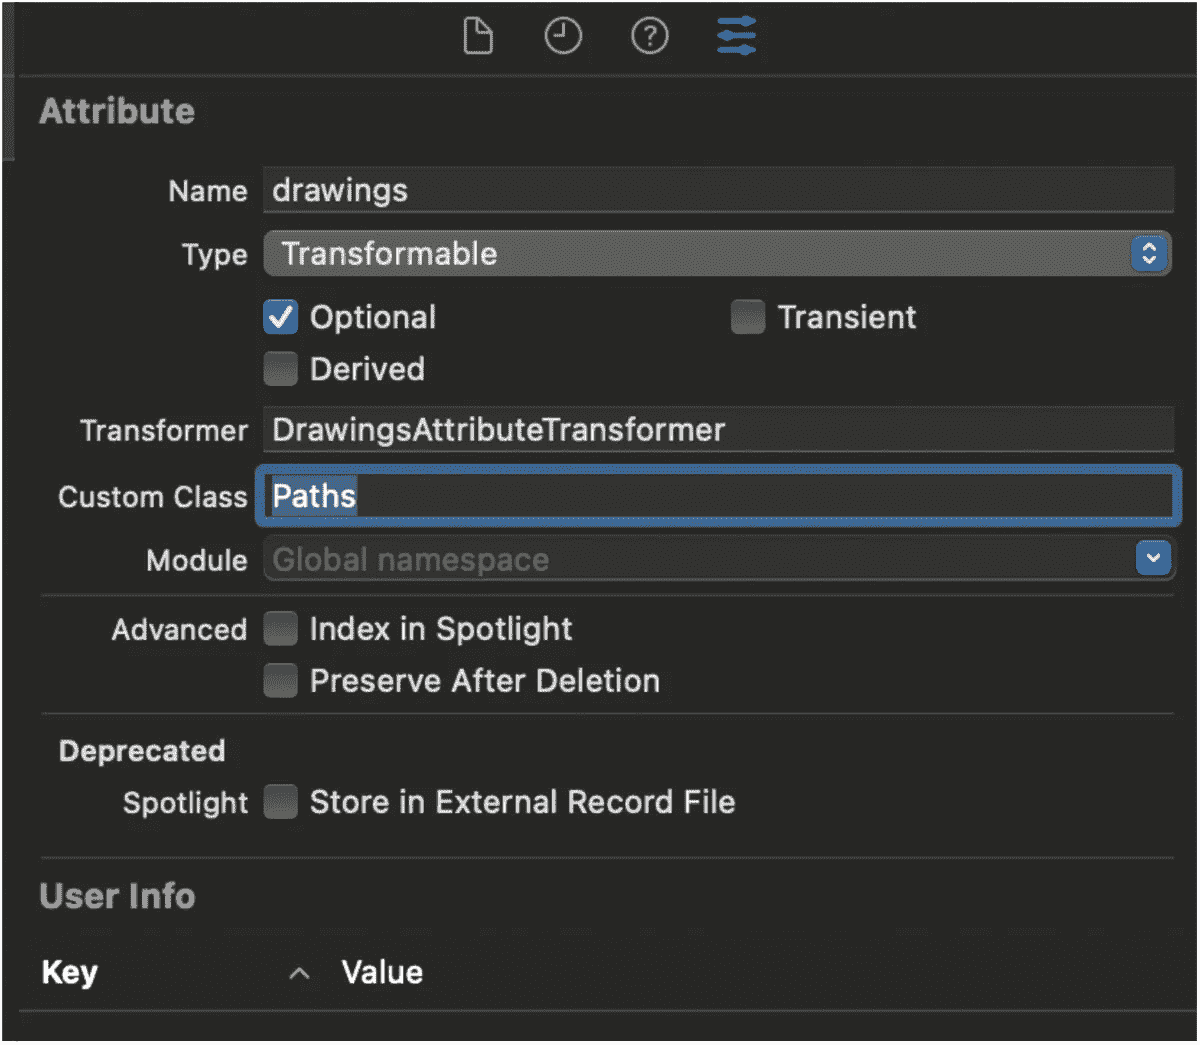 Attribute
Name drawings
Type Transformable
Optional Transient
Derived
Transformer DrawingsAttributeTransformer
Custom Class Paths
Module Global namespace
Advanced Index in Spotlight
Preserve After Deletion
Deprecated
Spotlight Store in External Record File
User Info
Key Value